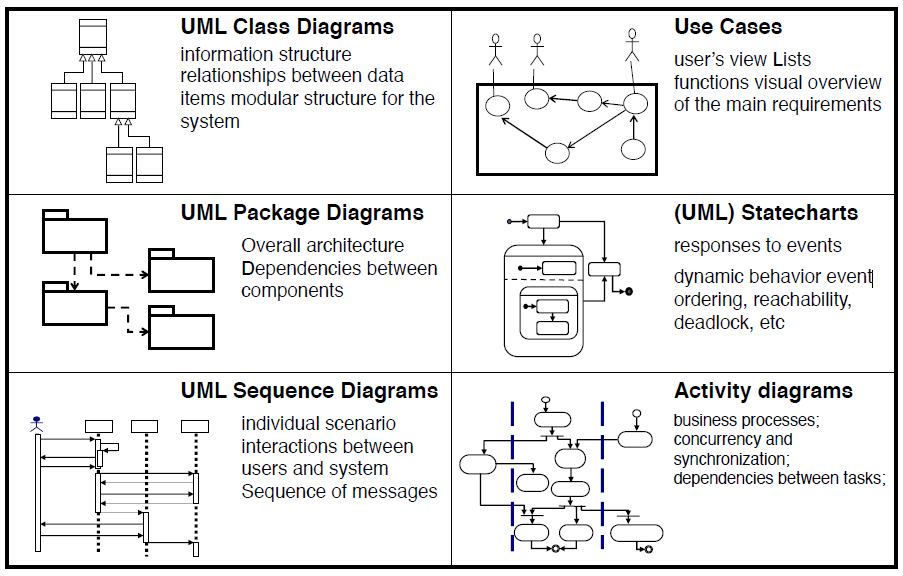 UML Class Diagrams
information structure
relationships between data
items modular structure for the
system
Use Cases
user's view Lists
functions visual overview
of the main requirements
UML Package Diagrams
Overall architecture
Dependencies between
components
(UML) Statecharts
responses to events
dynamic behavior event
ordering, reachability,
deadlock, etc
UML Sequence Diagrams
individual scenario
interactions between
users and system
Sequence of messages
Activity diagrams
business processes;
concurrency and
synchronization;
dependencies between tasks;